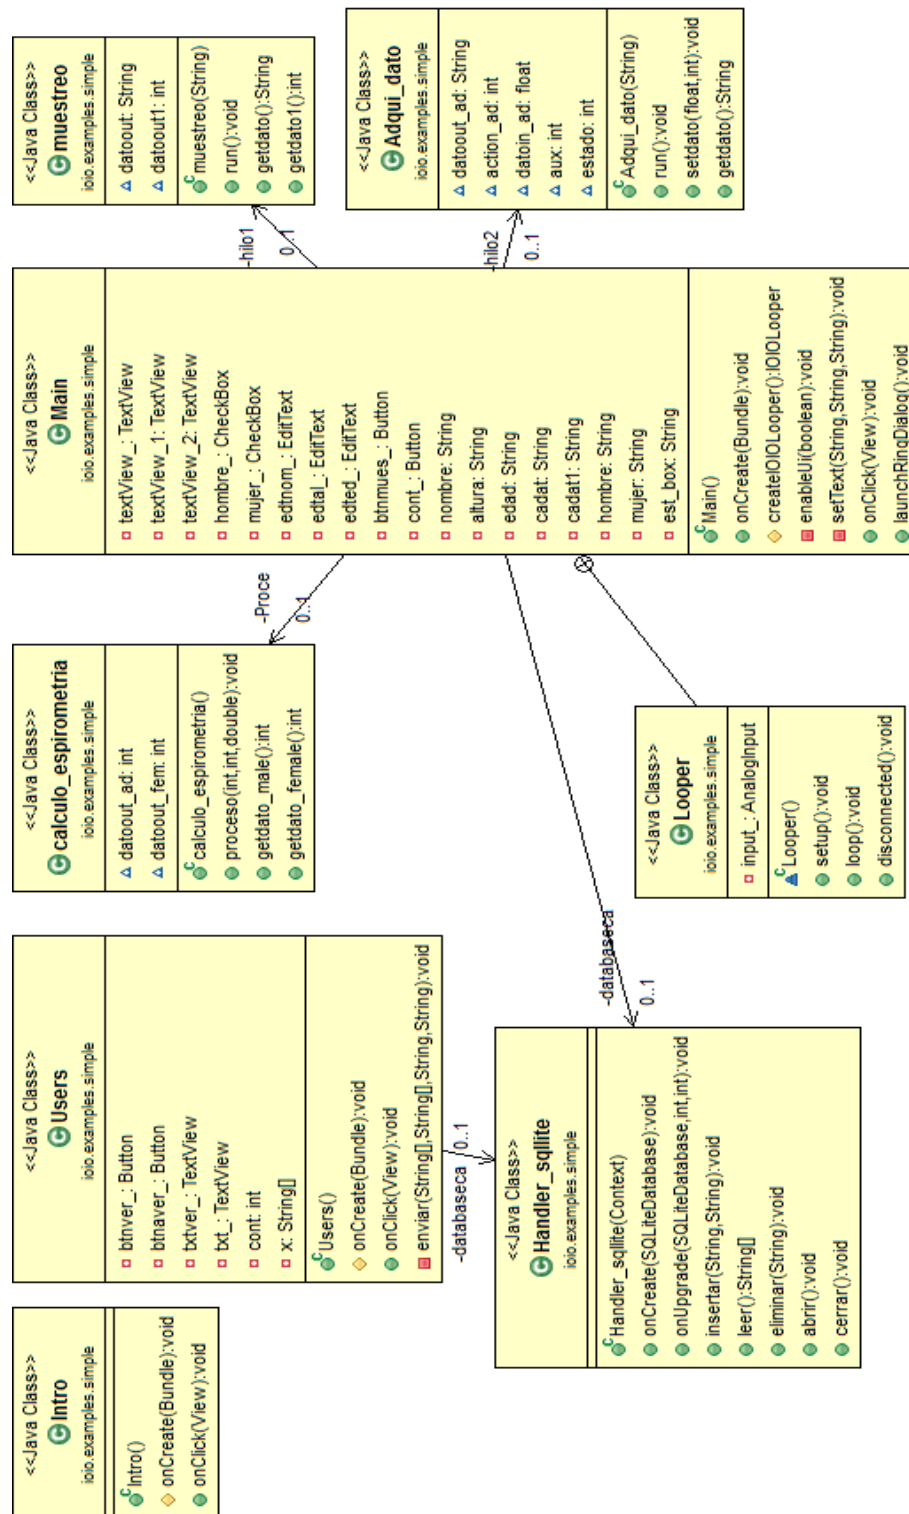 <<Java Class>>
Intro
ioio.examples.simple
Intro()
onCreate(Bundle):void
onClick(View):void
<<Java Class>>
Users
ioio.examples.simple
btnver_: Button
btnaver_: Button
txtver_: TextView
txt_: TextView
cont: int
x: String[]
Users()
onCreate(Bundle):void
onClick(View):void
enviar(String[],String[],String,String):void
-databaseca
0..1
<<Java Class>>
Handler_sqllite
ioio.examples.simple
Handler_sqllite(Context)
onCreate(SQLiteDatabase):void
onUpgrade(SQLiteDatabase,int,int):void
insertar(String,String):void
leer():String[]
eliminar(String):void
abrir():void
cerrar():void
<<Java Class>>
calculo_espirometria
ioio.examples.simple
datoout_ad: int
datoout_fem: int
calculo_espirometria()
proceso(int,int,double):void
getdato_male():int
getdato_female():int
-Proce
0..1
-databaseca
0..1
<<Java Class>>
Looper
ioio.examples.simple
input_: AnalogInput
Looper()
setup():void
loop():void
disconnected():void
<<Java Class>>
Main
ioio.examples.simple
textView_: TextView
textView_1: TextView
textView_2: TextView
hombre_: CheckBox
mujer_: CheckBox
edtnom_: EditText
edtal_: EditText
edted_: EditText
btnmues_: Button
cont_: Button
nombre: String
altura: String
edad: String
cadat: String
cadat1: String
hombre: String
mujer: String
est_box: String
Main()
onCreate(Bundle):void
createIOIOLooper():IOIOLooper
enableUi(boolean):void
setText(String,String,String):void
onClick(View):void
launchRingDialog():void
-hilo1
0..1
-hilo2
0..1
<<Java Class>>
muestreo
ioio.examples.simple
datoout: String
datoout1: int
muestreo(String)
run():void
getdato():String
getdato1():int
<<Java Class>>
Adqui_dato
ioio.examples.simple
datoout_ad: String
action_ad: int
datoin_ad: float
aux: int
estado: int
Adqui_dato(String)
run():void
setdato(float,int):void
getdato():String